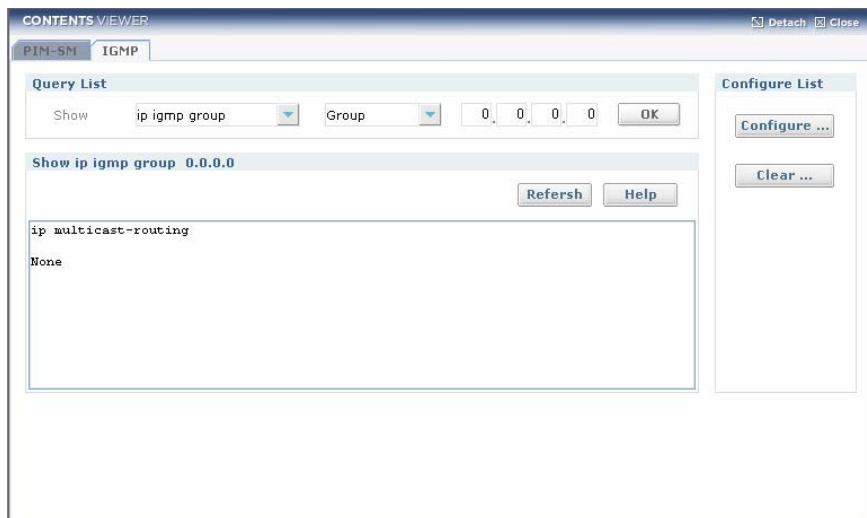 CONTENTS VIEWER
Detach Close
PIM-SM IGMP
Query List
Show ip igmp group Group 0. 0. 0. 0 OK
Configure List
Configure ...
Clear ...
Show ip igmp group 0.0.0.0
Refersh Help
ip multicast-routing
None